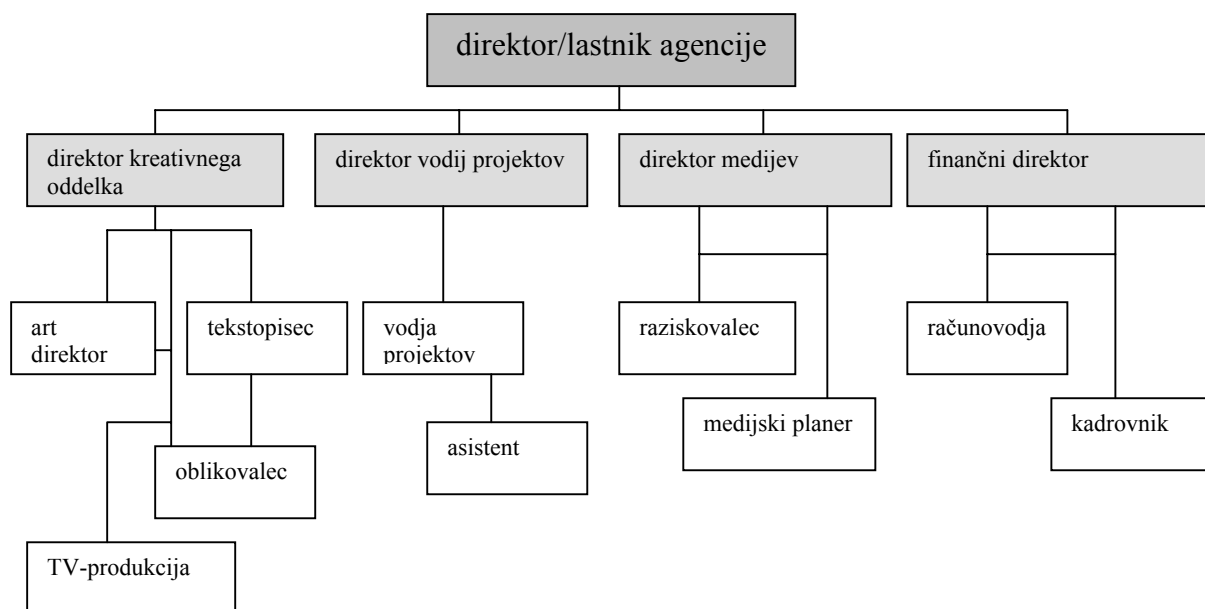 direktor/lastnik agencije
direktor kreativnega
oddelka
direktor vodij projektov
direktor medijev
finančni direktor
art
direktor
tekstopisec
vodja
projektov
raziskovalec
računovodja
oblikovalec
asistent
medijski planer
kadrovnik
TV-produkcija